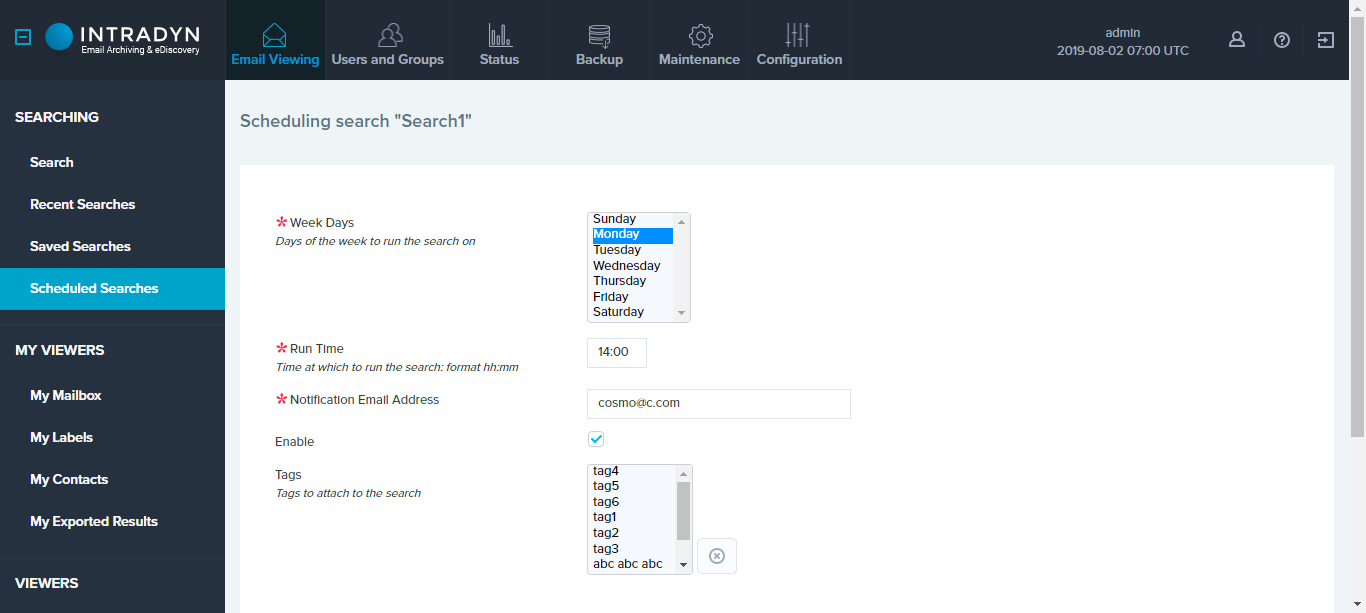 INTRADYN
Email Archiving & eDiscovery
Email Viewing
Users and Groups
Status
Backup
Maintenance
Configuration
admin
2019-08-02 07:00 UTC
SEARCHING
Search
Recent Searches
Saved Searches
Scheduled Searches
MY VIEWERS
My Mailbox
My Labels
My Contacts
My Exported Results
VIEWERS
Scheduling search "Search1"
* Week Days
Days of the week to run the search on
Sunday
Monday
Tuesday
Wednesday
Thursday
Friday
Saturday
* Run Time
Time at which to run the search: format hh:mm
14:00
* Notification Email Address
cosmo@c.com
Enable
Tags
Tags to attach to the search
tag4
tag5
tag6
tag1
tag2
tag3
abc abc abc